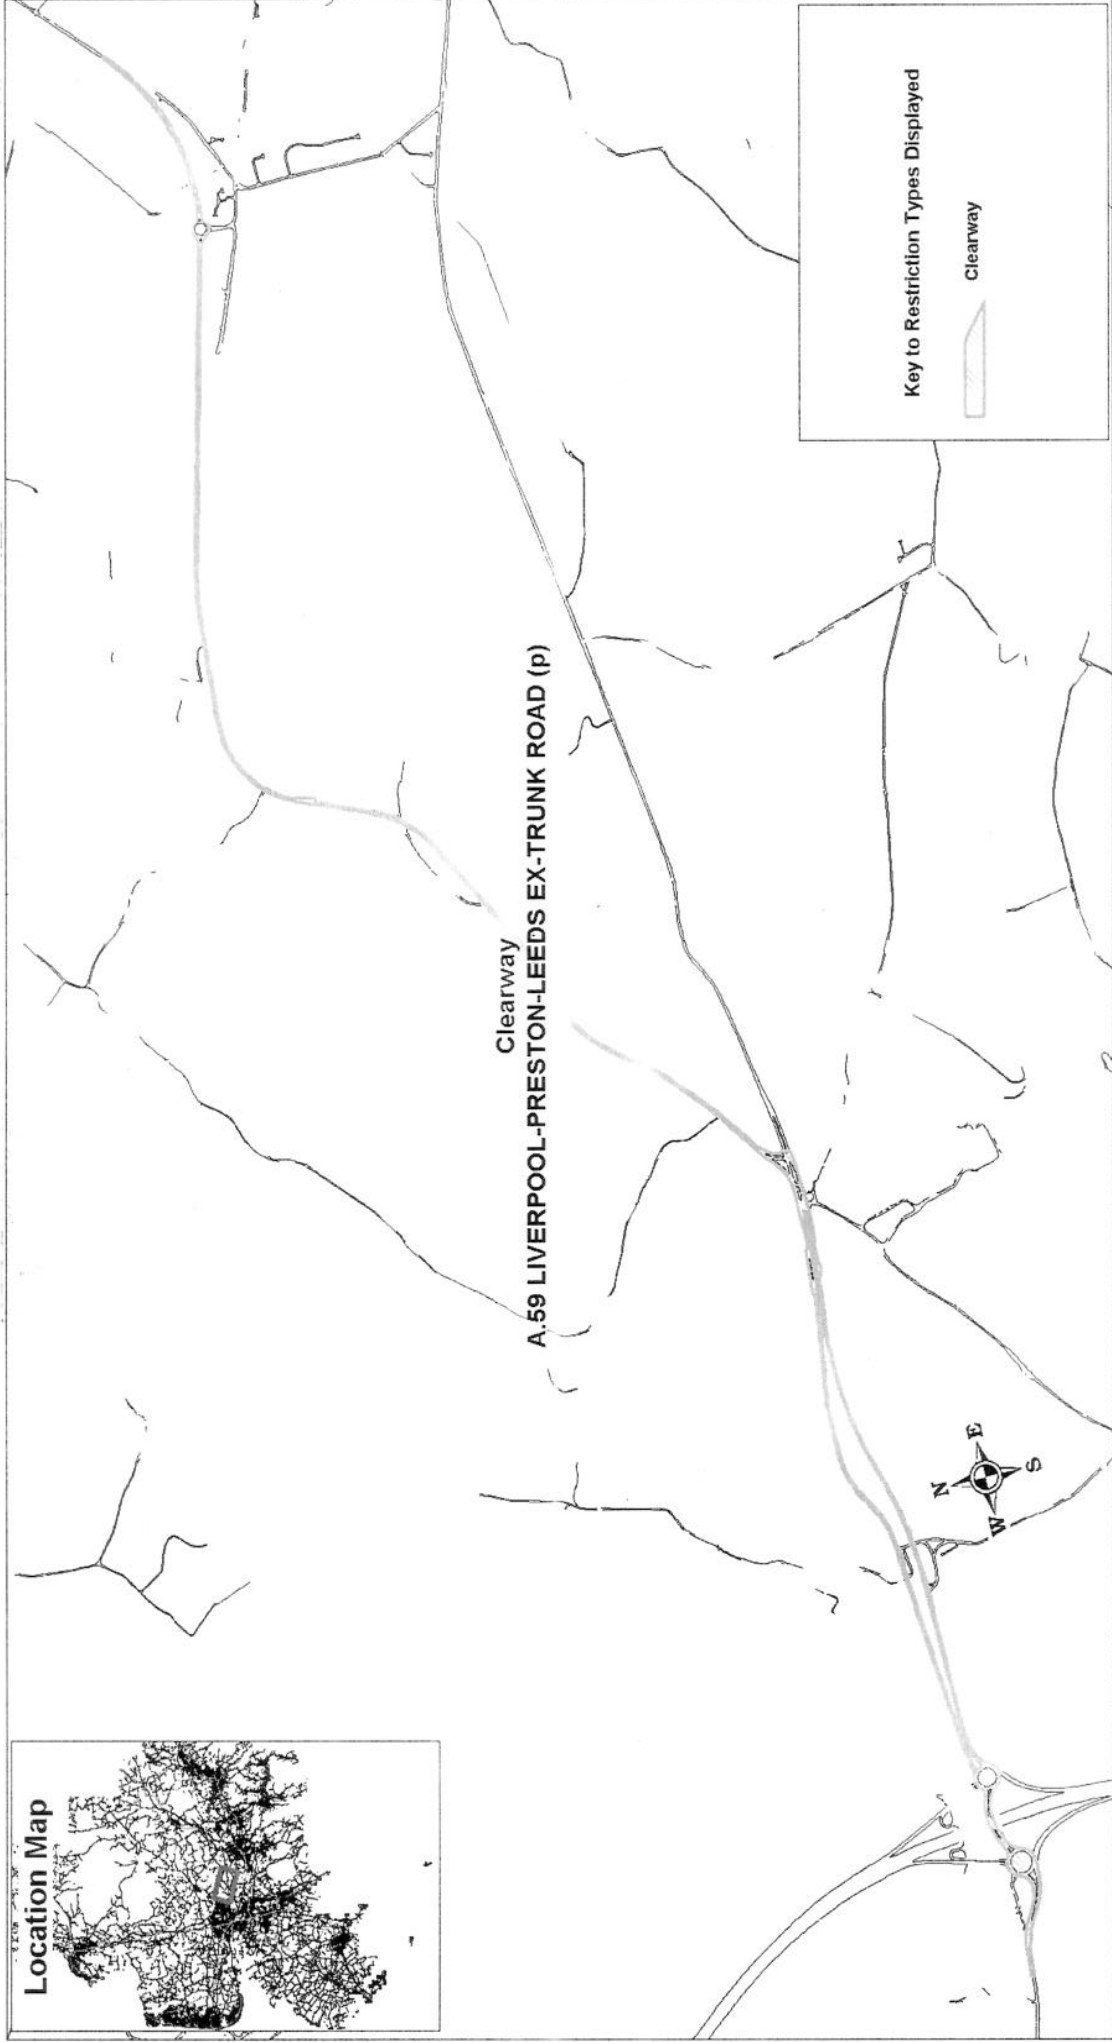 Location Map
Clearway
A.59 LIVERPOOL-PRESTON-LEEDS EX-TRUNK ROAD (p)
N
E
S
W
Key to Restriction Types Displayed
Clearway